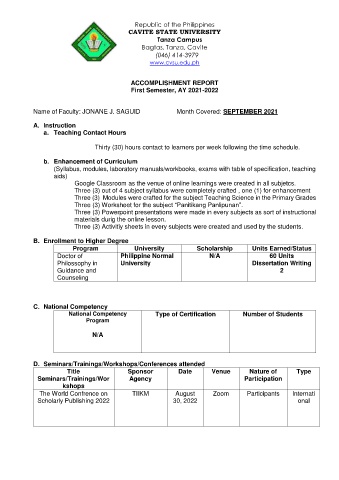 Republic of the Philippines
CAVITE STATE UNIVERSITY
Tanza Campus
Bagtas, Tanza, Cavite
(046) 414-3979
www.cvsu.edu.ph
ACCOMPLISHMENT REPORT
First Semester, AY 2021-2022
Name of Faculty: JONANE J. SAGUID Month Covered: SEPTEMBER 2021
A. Instruction
a. Teaching Contact Hours
Thirty (30) hours contact to learners per week following the time schedule.
b. Enhancement of Curriculum
(Syllabus, modules, laboratory manuals/workbooks, exams with table of specification, teaching
aids)
Google Classroom as the venue of online learnings were created in all subjetcs.
Three (3) out of 4 subject syllabus were completely crafted , one (1) for enhancement
Three (3) Modules were crafted for the subject Teaching Science in the Primary Grades
Three (3) Worksheet for the subject "Panitikang Panlipunan".
Three (3) Powerpoint presentations were made in every subjects as sort of instructional
materials durig the online lesson.
Three (3) Activitly sheets in every subjects were created and used by the students.
B. Enrollment to Higher Degree
Program University Scholarship Units Earned/Status
Doctor of Philippine Normal N/A 60 Units
Philosophy in University Dissertation Writing
Guidance and 2
Counseling
C. National Competency
National Competency Type of Certification Number of Students
Program
N/A
D. Seminars/Trainings/Workshops/Conferences attended
Title Sponsor Date Venue Nature of Type
Seminars/Trainings/Wor Agency Participation
kshops
The World Confrence on TIIKM August Zoom Participants Internati
Scholarly Publishing 2022 30, 2022 onal